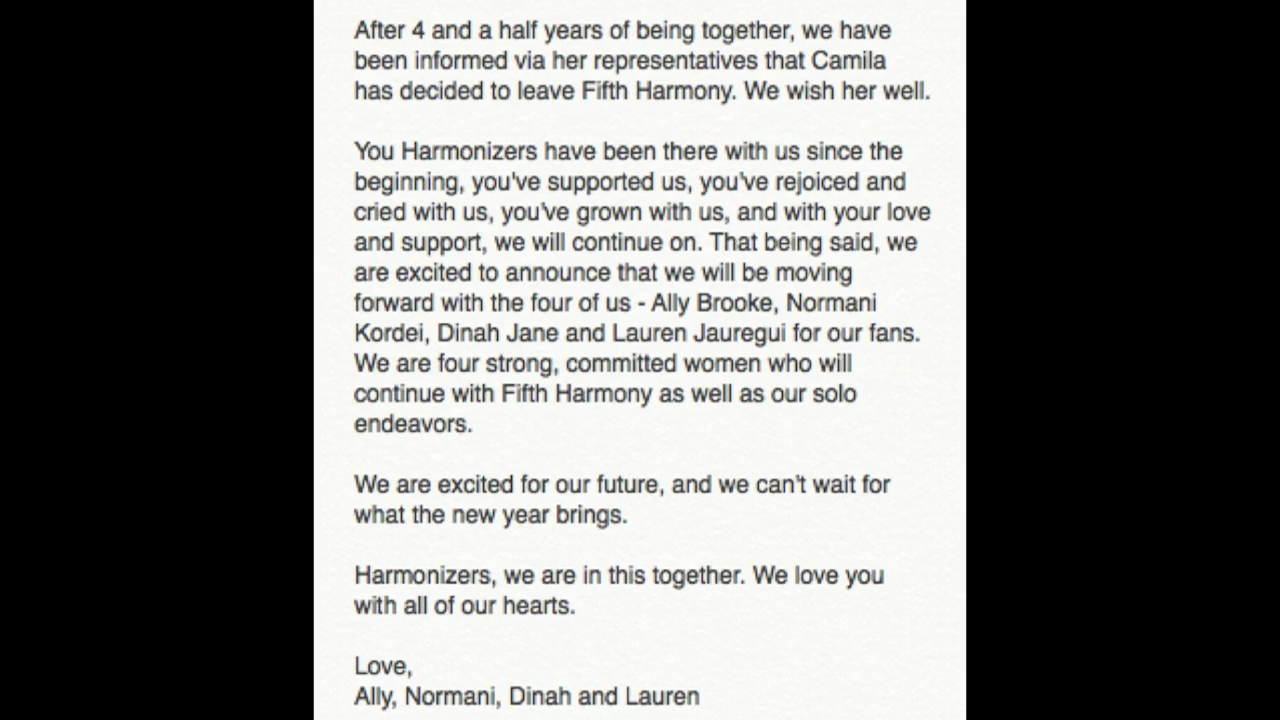 After 4 and a half years of being together, we have
been informed via her representatives that Camila
has decided to leave Fifth Harmony. We wish her well.
You Harmonizers have been there with us since the
beginning, you've supported us, you've rejoiced and
cried with us, you've grown with us, and with your love
and support, we will continue on. That being said, we
are excited to announce that we will be moving
forward with the four of us - Ally Brooke, Normani
Kordei, Dinah Jane and Lauren Jauregui for our fans.
We are four strong, committed women who will
continue with Fifth Harmony as well as our solo
endeavors.
We are excited for our future, and we can't wait for
what the new year brings.
Harmonizers, we are in this together. We love you
with all of our hearts.
Love,
Ally, Normani, Dinah and Lauren